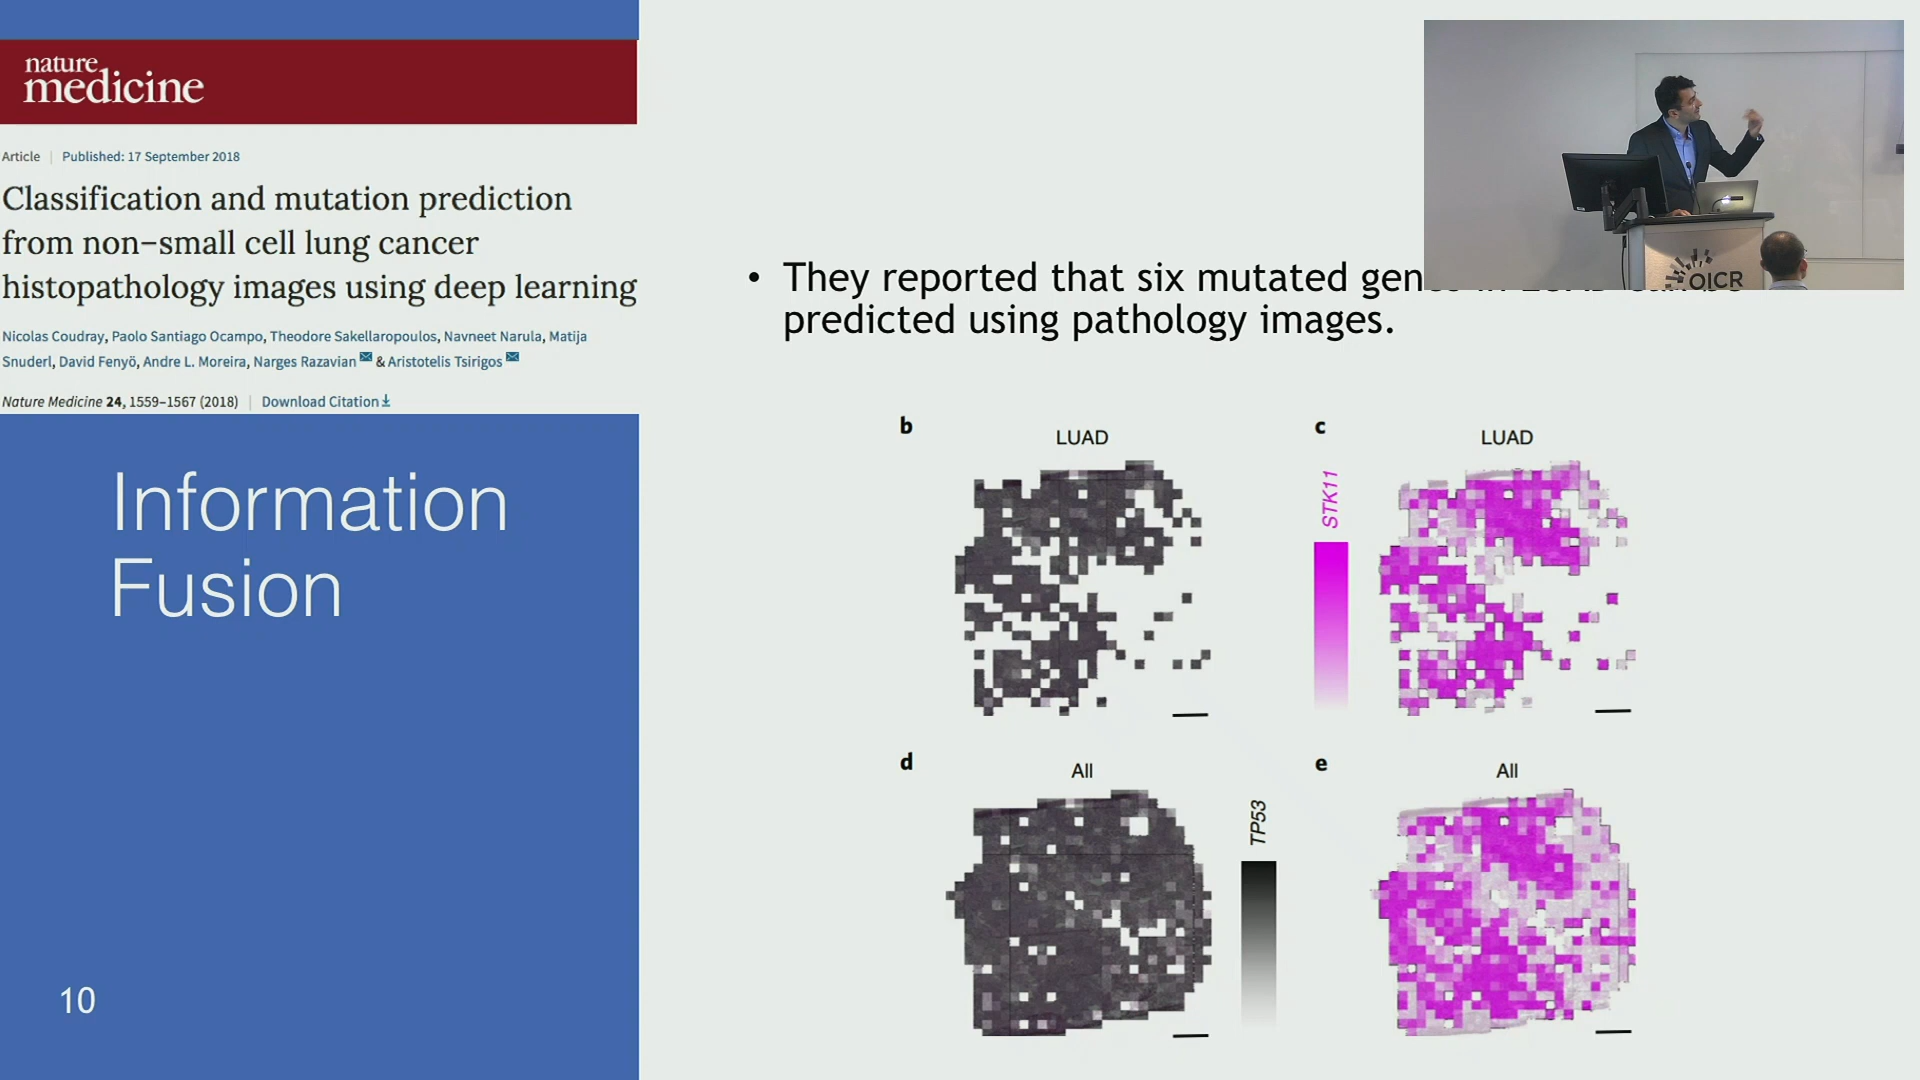 nature
medicine
Article | Published: 17 September 2018
Classification and mutation prediction
from non–small cell lung cancer
histopathology images using deep learning
Nicolas Coudray, Paolo Santiago Ocampo, Theodore Sakellaropoulos, Navneet Narula, Matija
Snuderl, David Fenyö, Andre L. Moreira, Narges Razavian & Aristotelis Tsirigos
Nature Medicine 24, 1559–1567 (2018) | Download Citation
Information
Fusion
10
• They reported that six mutated gen
predicted using pathology images.
b
LUAD
c
LUAD
STK11
d
All
TP53
e
All
OICR